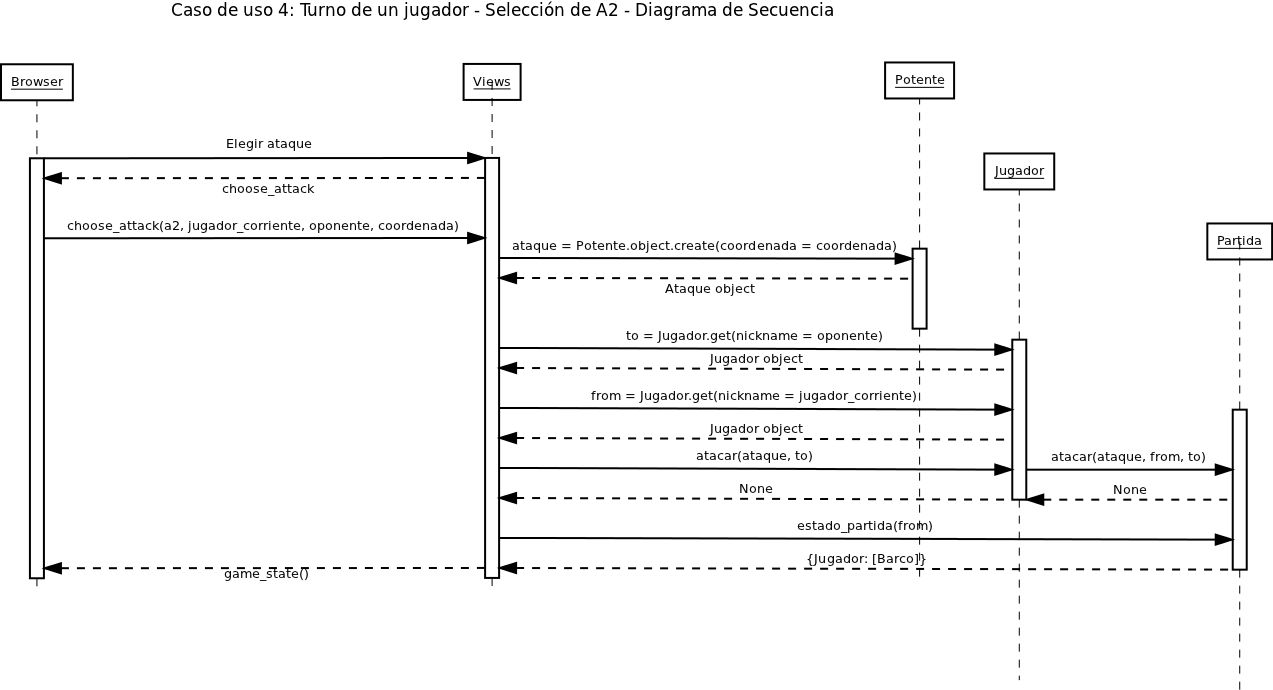 Caso de uso 4: Turno de un jugador - Selección de A2 - Diagrama de Secuencia
Browser
Views
Potente
Jugador
Partida
Elegir ataque
choose_attack
choose_attack(a2, jugador_corriente, oponente, coordenada)
ataque = Potente.object.create(coordenada = coordenada)
Ataque object
to = Jugador.get(nickname = oponente)
Jugador object
from = Jugador.get(nickname = jugador_corriente)
Jugador object
atacar(ataque, to)
atacar(ataque, from, to)
None
None
estado_partida(from)
{Jugador: [Barco]}
game_state()